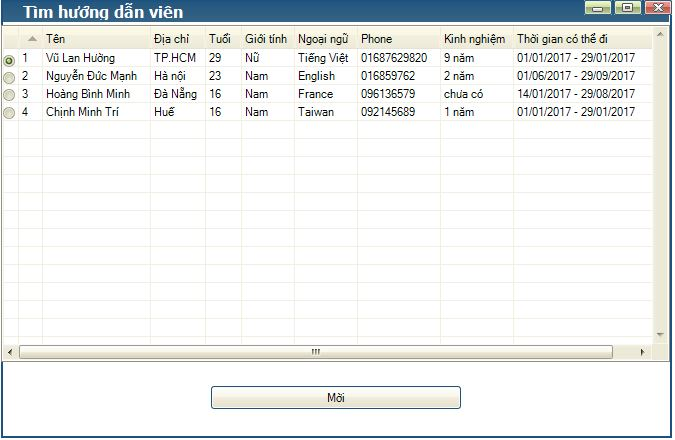 Tìm hướng dẫn viên
Tên Địa chỉ Tuổi Giới tính Ngoại ngữ Phone Kinh nghiệm Thời gian có thể đi
1 Vũ Lan Hường TP.HCM 29 Nữ Tiếng Việt 01687629820 9 năm 01/01/2017 - 29/01/2017
2 Nguyễn Đức Mạnh Hà nội 23 Nam English 016859762 2 năm 01/06/2017 - 29/09/2017
3 Hoàng Bình Minh Đà Nẵng 16 Nam France 096136579 chưa có 14/01/2017 - 29/08/2017
4 Chịnh Minh Trí Huế 16 Nam Taiwan 092145689 1 năm 01/01/2017 - 29/01/2017
Mời